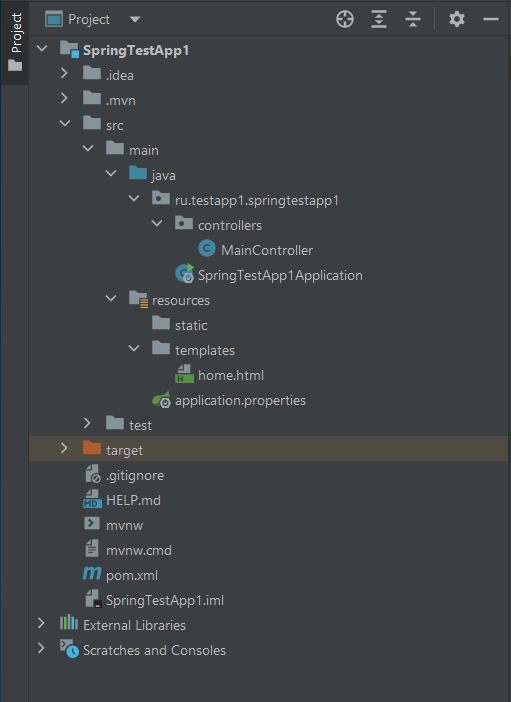 Project
Project
SpringTestApp1
.idea
.mvn
src
main
java
ru.testapp1.springtestapp1
controllers
C MainController
SpringTestApp1Application
resources
static
templates
H home.html
application.properties
test
target
.gitignore
MD HELP.md
mvnw
mvnw.cmd
m pom.xml
SpringTestApp1.iml
External Libraries
Scratches and Consoles